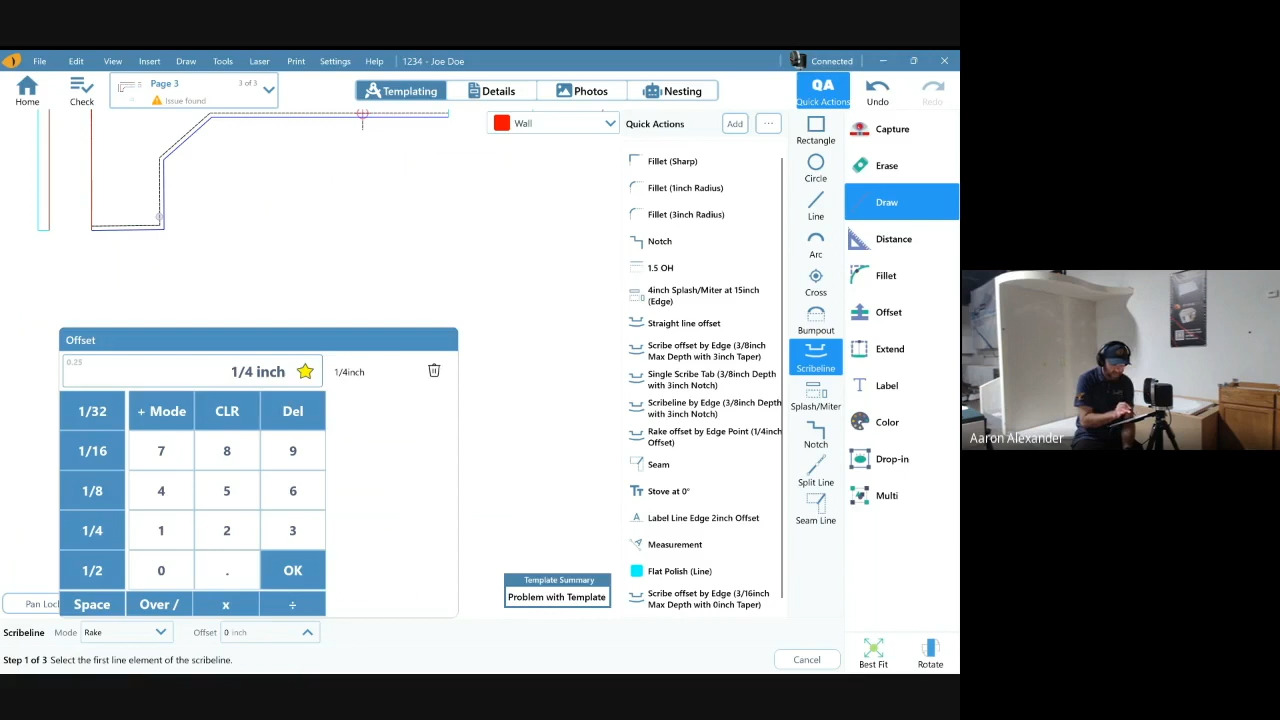 File Edit View Insert Draw Tools Laser Print Settings Help 1234 - Joe Doe Connected
Home Check Page 3 3 of 3 Issue found
Templating Details Photos Nesting
QA Quick Actions Undo Redo
Wall
Quick Actions Add ...
Fillet (Sharp)
Fillet (1inch Radius)
Fillet (3inch Radius)
Notch
1.5 OH
4inch Splash/Miter at 15inch (Edge)
Straight line offset
Scribe offset by Edge (3/8inch Max Depth with 3inch Taper)
Single Scribe Tab (3/8inch Depth with 3inch Notch)
Scribeline by Edge (3/8inch Depth with 3inch Notch)
Rake offset by Edge Point (1/4inch Offset)
Seam
Stove at 0°
Label Line Edge 2inch Offset
Measurement
Flat Polish (Line)
Scribe offset by Edge (3/16inch Max Depth with 0inch Taper)
Rectangle
Circle
Line
Arc
Cross
Bumpout
Scribeline
Splash/Miter
Notch
Split Line
Seam Line
Capture
Erase
Draw
Distance
Fillet
Offset
Extend
Label
Color
Drop-in
Multi
Best Fit Rotate
Offset
0.25
1/4 inch 1/4inch
1/32 + Mode CLR Del
1/16 7 8 9
1/8 4 5 6
1/4 1 2 3
1/2 0 . OK
Space Over / x ÷
Pan Loc
Template Summary
Problem with Template
Scribeline Mode Rake Offset 0 inch
Step 1 of 3 Select the first line element of the scribeline.
Cancel
Aaron Alexander